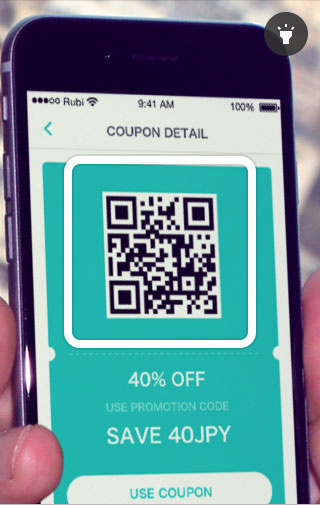 Rubi 9:41 AM 100%
COUPON DETAIL
40% OFF
USE PROMOTION CODE
SAVE 40JPY
USE COUPON